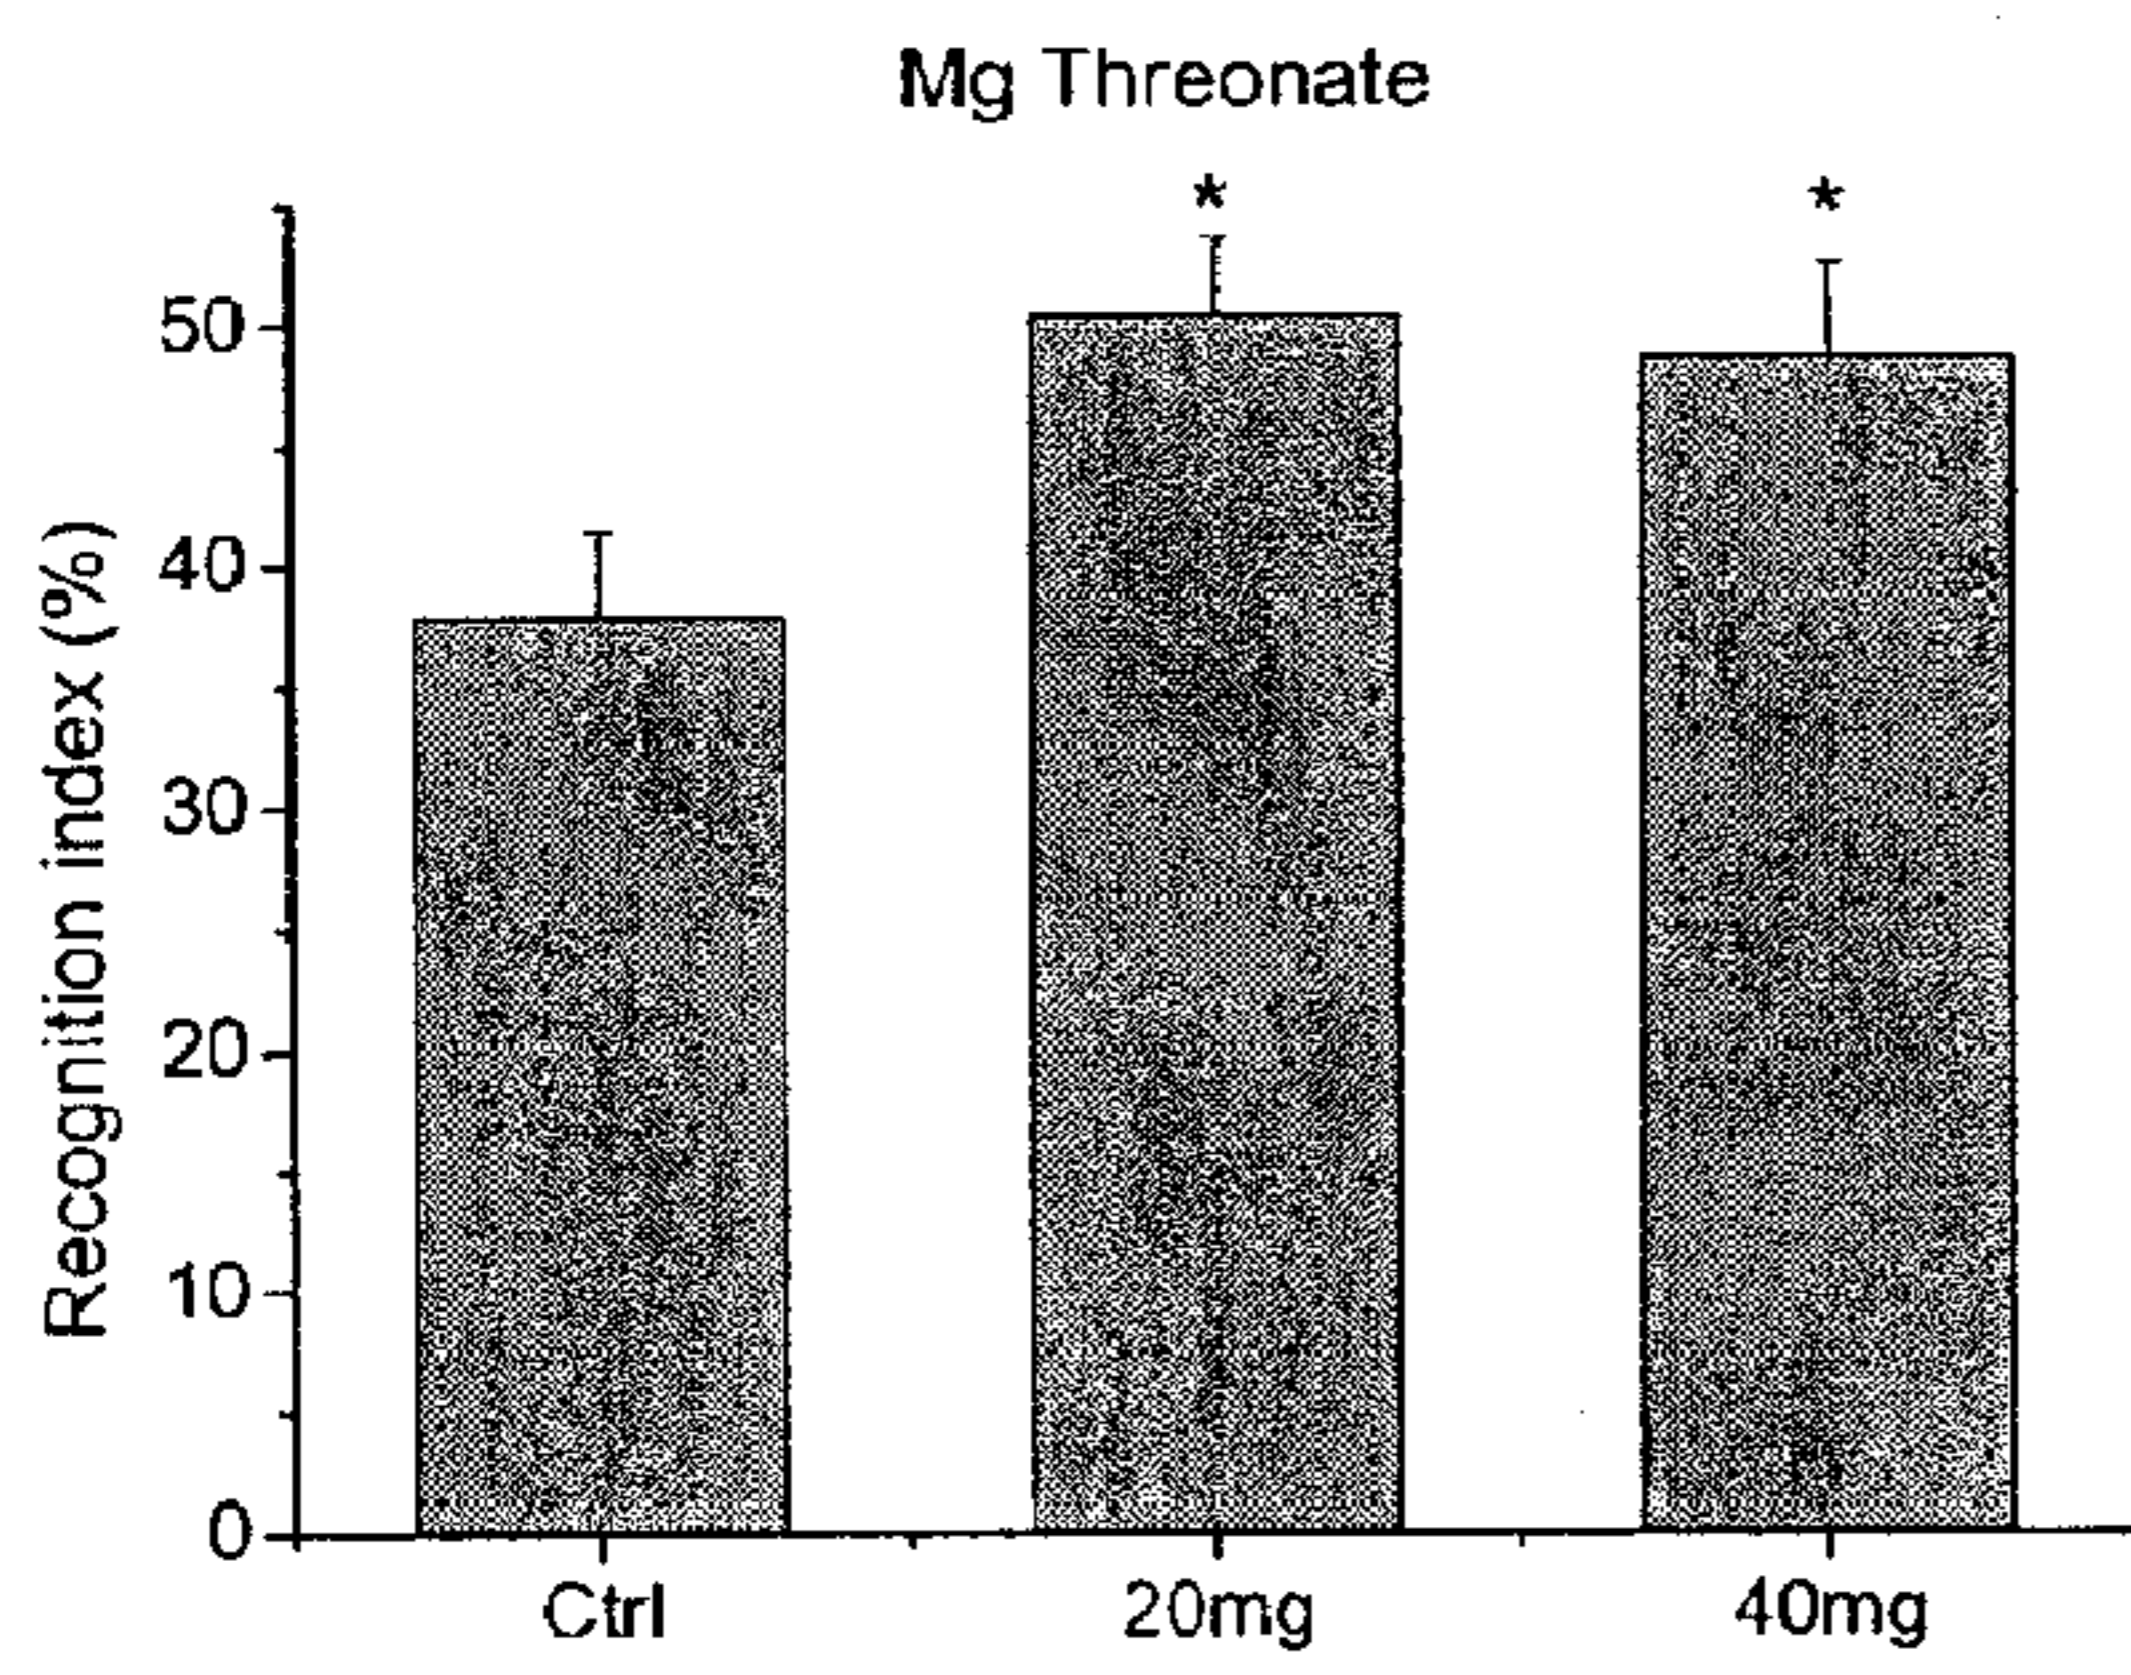 Mg Threonate
* *
Recognition index (%)
50
40
30
20
10
0
Ctrl 20mg 40mg